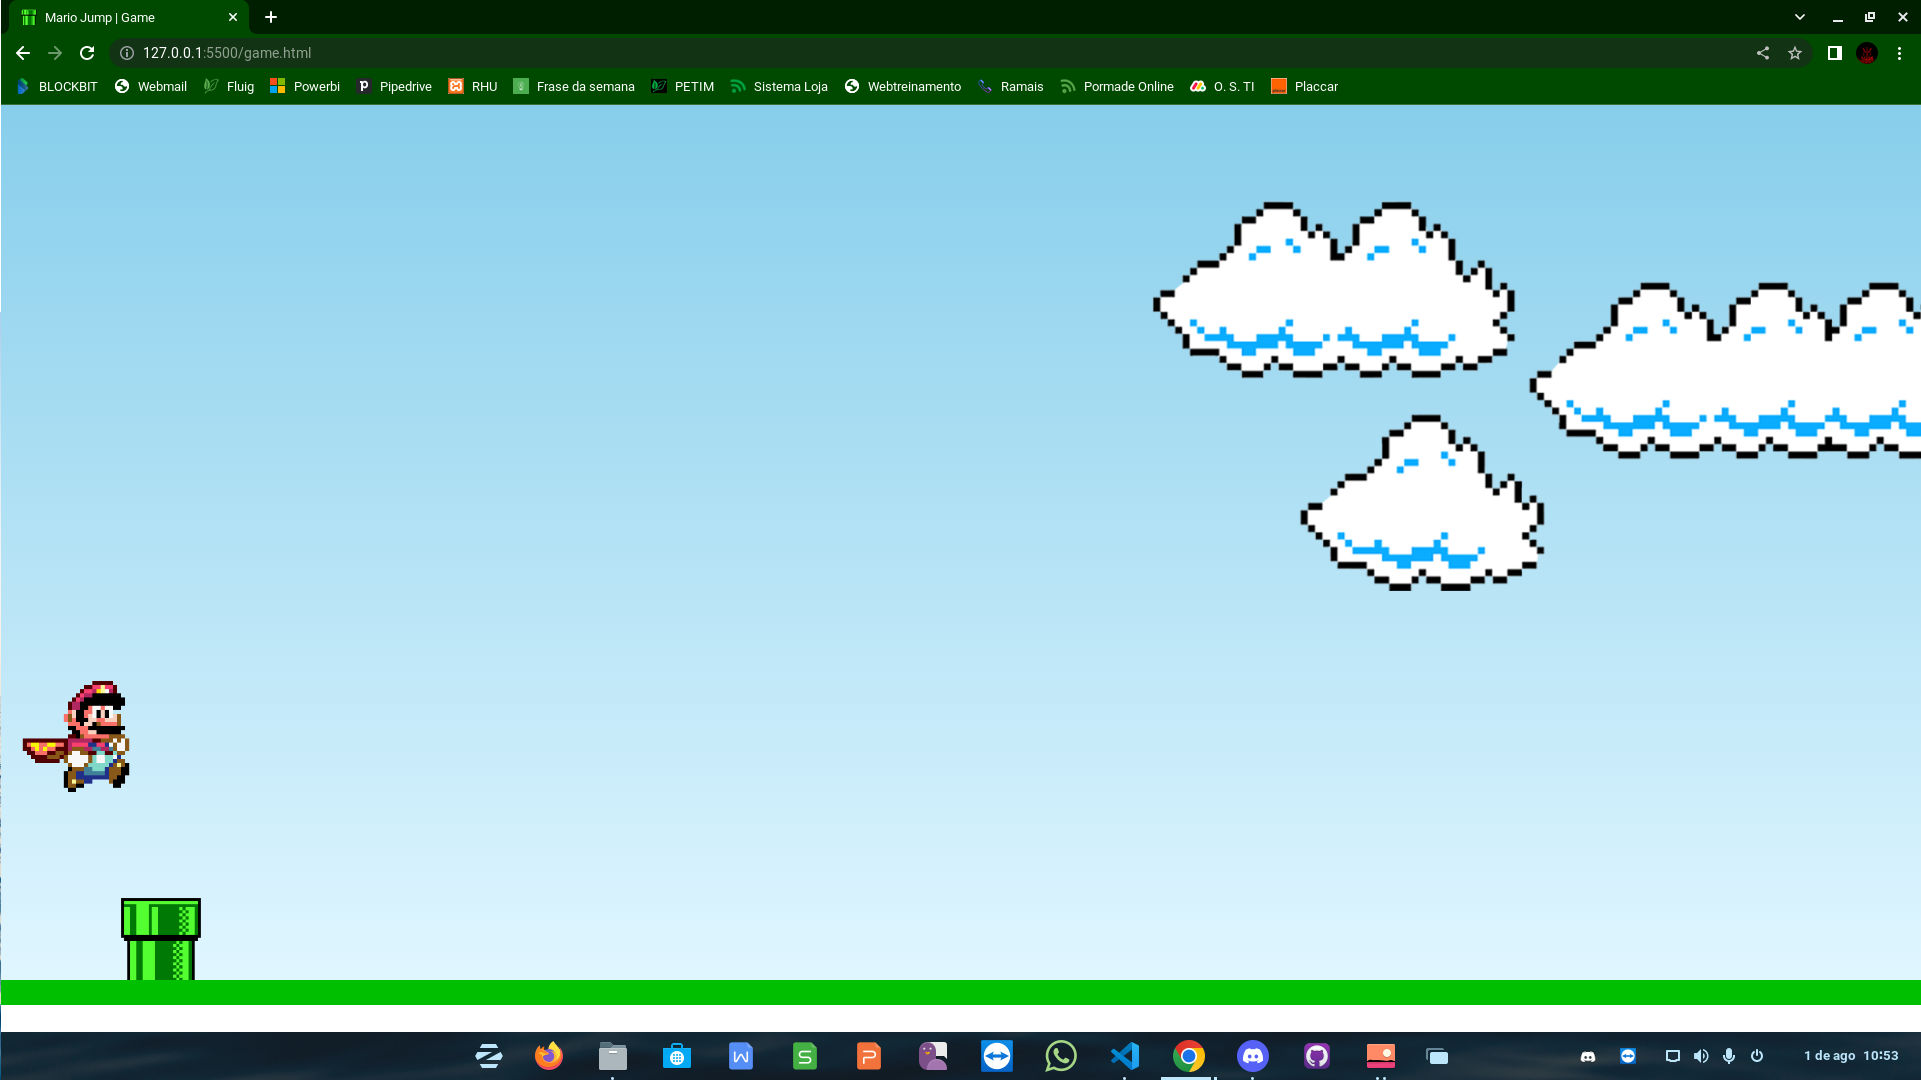 Mario Jump | Game
127.0.0.1:5500/game.html
BLOCKBIT Webmail Fluig Powerbi Pipedrive RHU Frase da semana PETIM Sistema Loja Webtreinamento Ramais Pormade Online O. S. TI Placcar
1 de ago 10:53